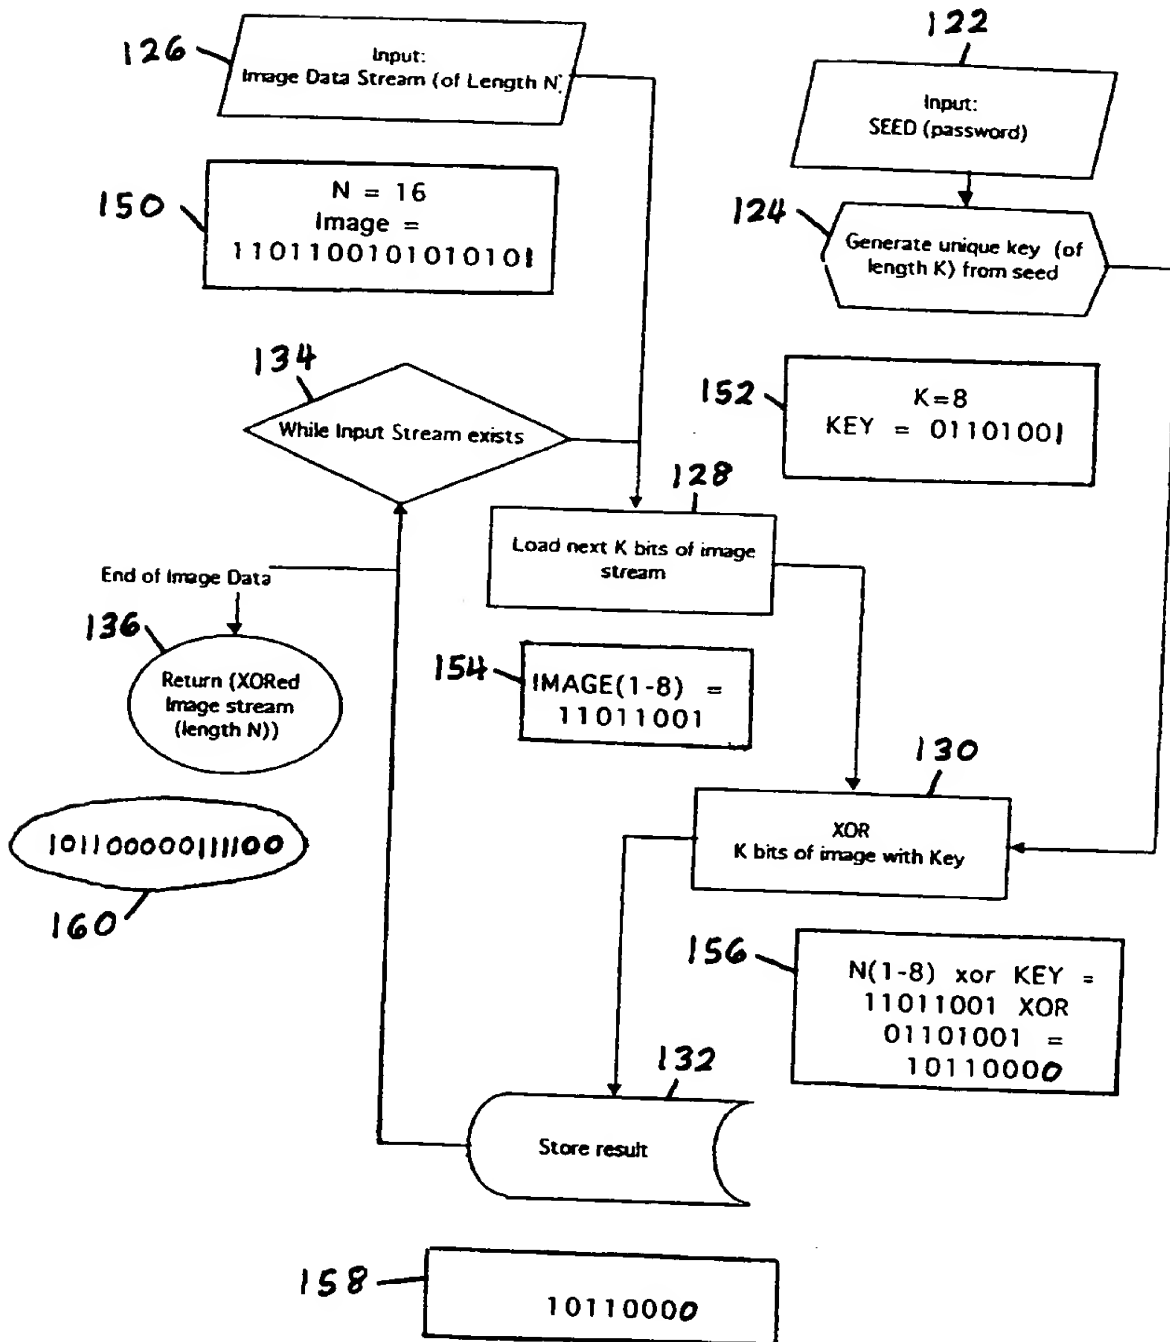 126
Input:
Image Data Stream (of Length N)
122
Input:
SEED (password)
150
N = 16
Image =
1101100101010101
124
Generate unique key (of
length K) from seed
134
While Input Stream exists
152
K=8
KEY = 01101001
128
Load next K bits of image
stream
End of Image Data
136
Return (XORed
Image stream
(length N))
154
IMAGE(1-8) =
11011001
130
XOR
K bits of image with Key
1011000000111100
160
156
N(1-8) xor KEY =
11011001 XOR
01101001 =
10110000
132
Store result
158
10110000